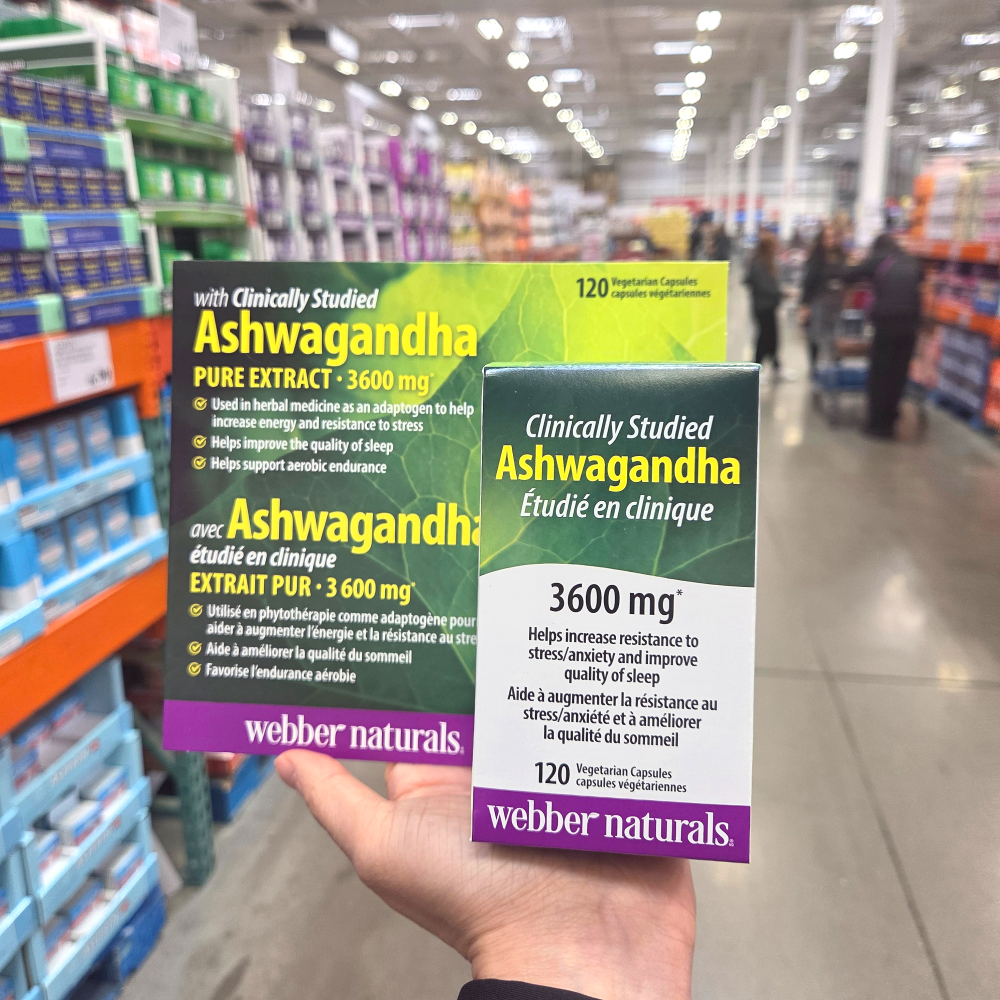 with Clinically Studied
Ashwagandha
PURE EXTRACT • 3600 mg*
Used in herbal medicine as an adaptogen to help
increase energy and resistance to stress
Helps improve the quality of sleep
Helps support aerobic endurance
avec Ashwagandha
étudié en clinique
EXTRAIT PUR • 3 600 mg*
Utilisé en phytothérapie comme adaptogène pour
aider à augmenter l'énergie et la résistance au
Aide à améliorer la qualité du sommeil
Favorise l'endurance aérobie
webber naturals
120 Vegetarian Capsules
capsules végétariennes
Clinically Studied
Ashwagandha
Étudié en clinique
3600 mg*
Helps increase resistance to
stress/anxiety and improve
quality of sleep
Aide à augmenter la résistance au
stress/anxiété et à améliorer
la qualité du sommeil
120 Vegetarian Capsules
capsules végétariennes
webber naturals